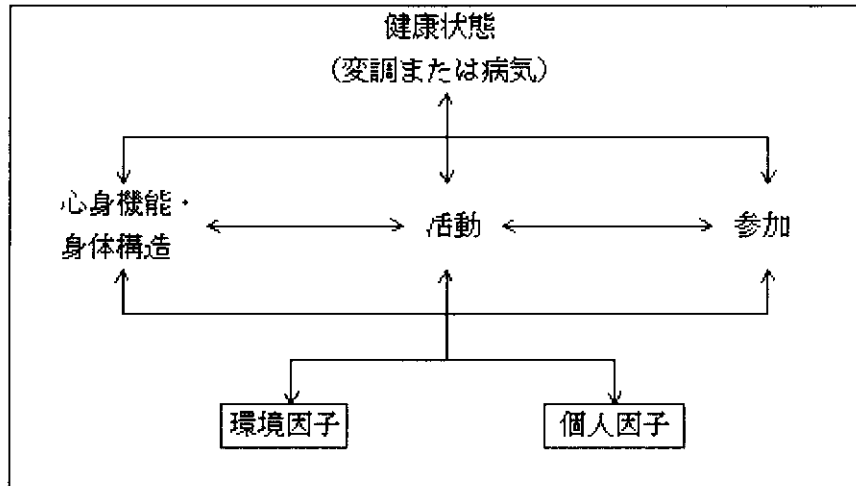 健康状態
（変調または病気）
心身機能・
身体構造
活動
参加
環境因子
個人因子